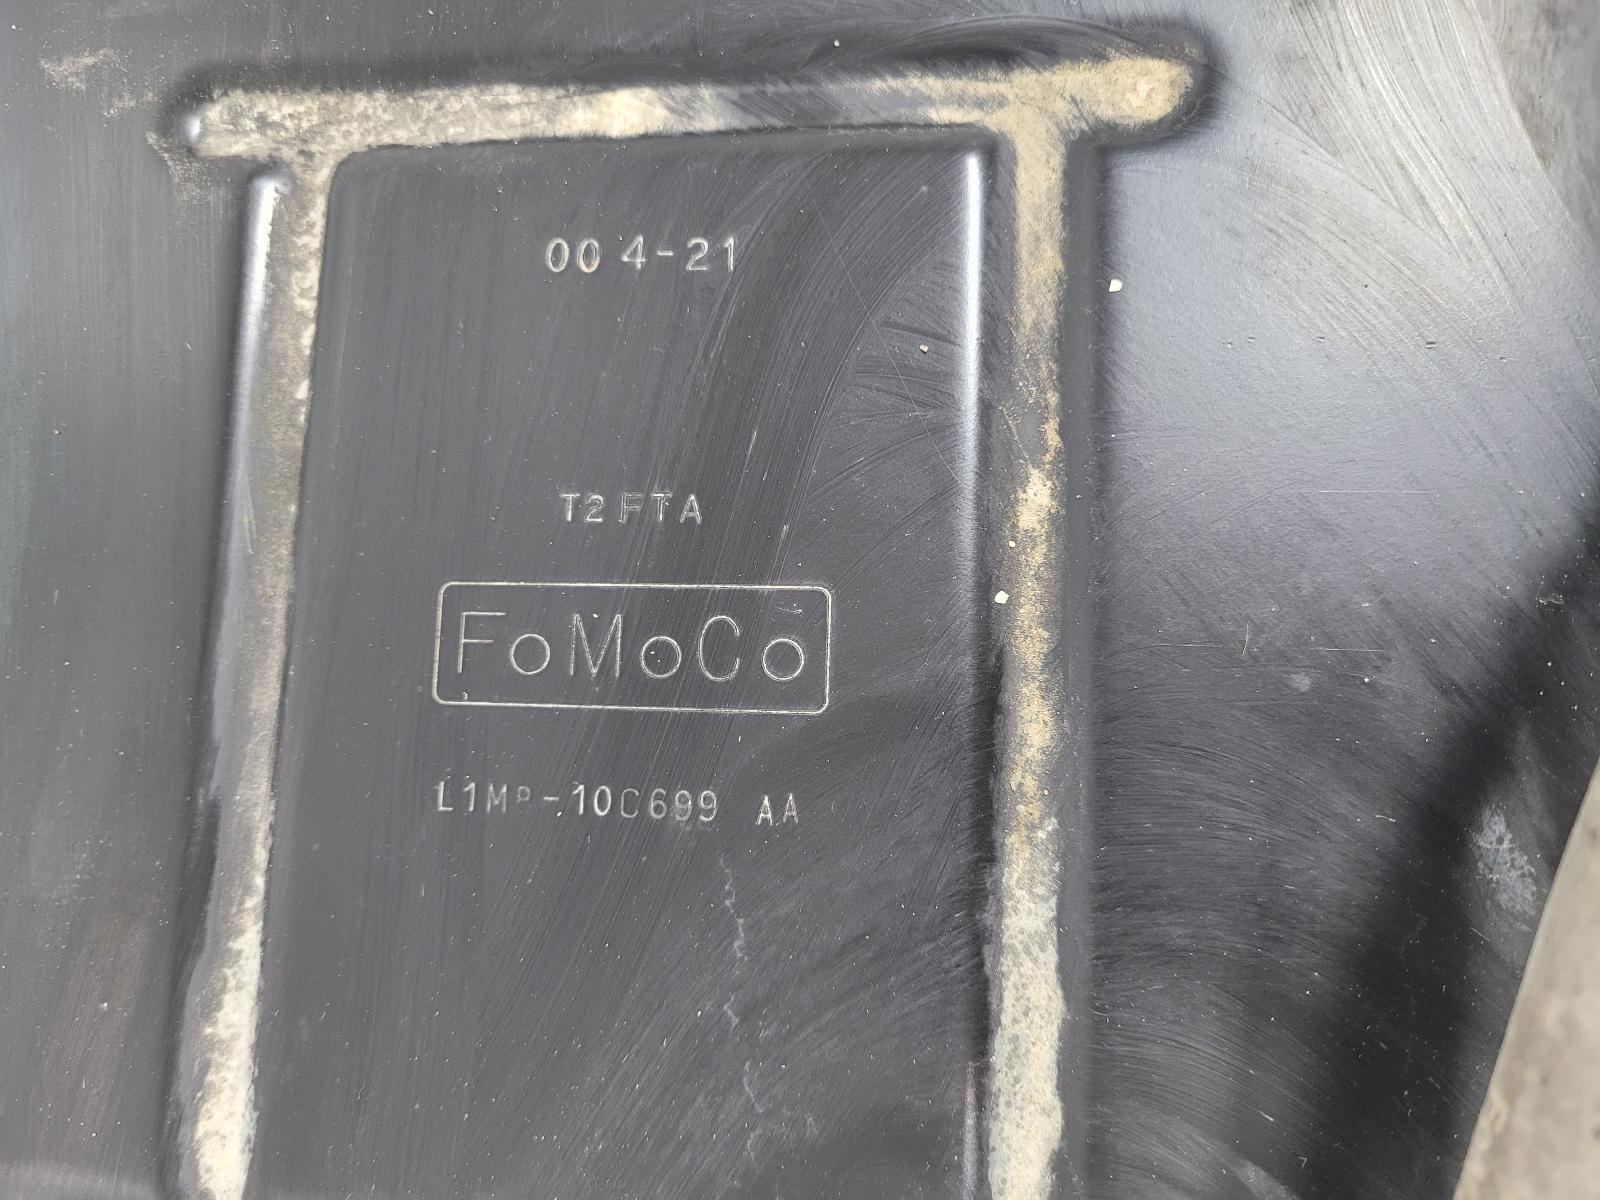 00 4-21
T2 FTA
FoMoCo
L1MP-10C699 AA